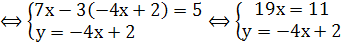 ⇔ {7x − 3(−4x + 2) = 5 ⇔ { 19x = 11
{y = −4x + 2 {y = −4x + 2